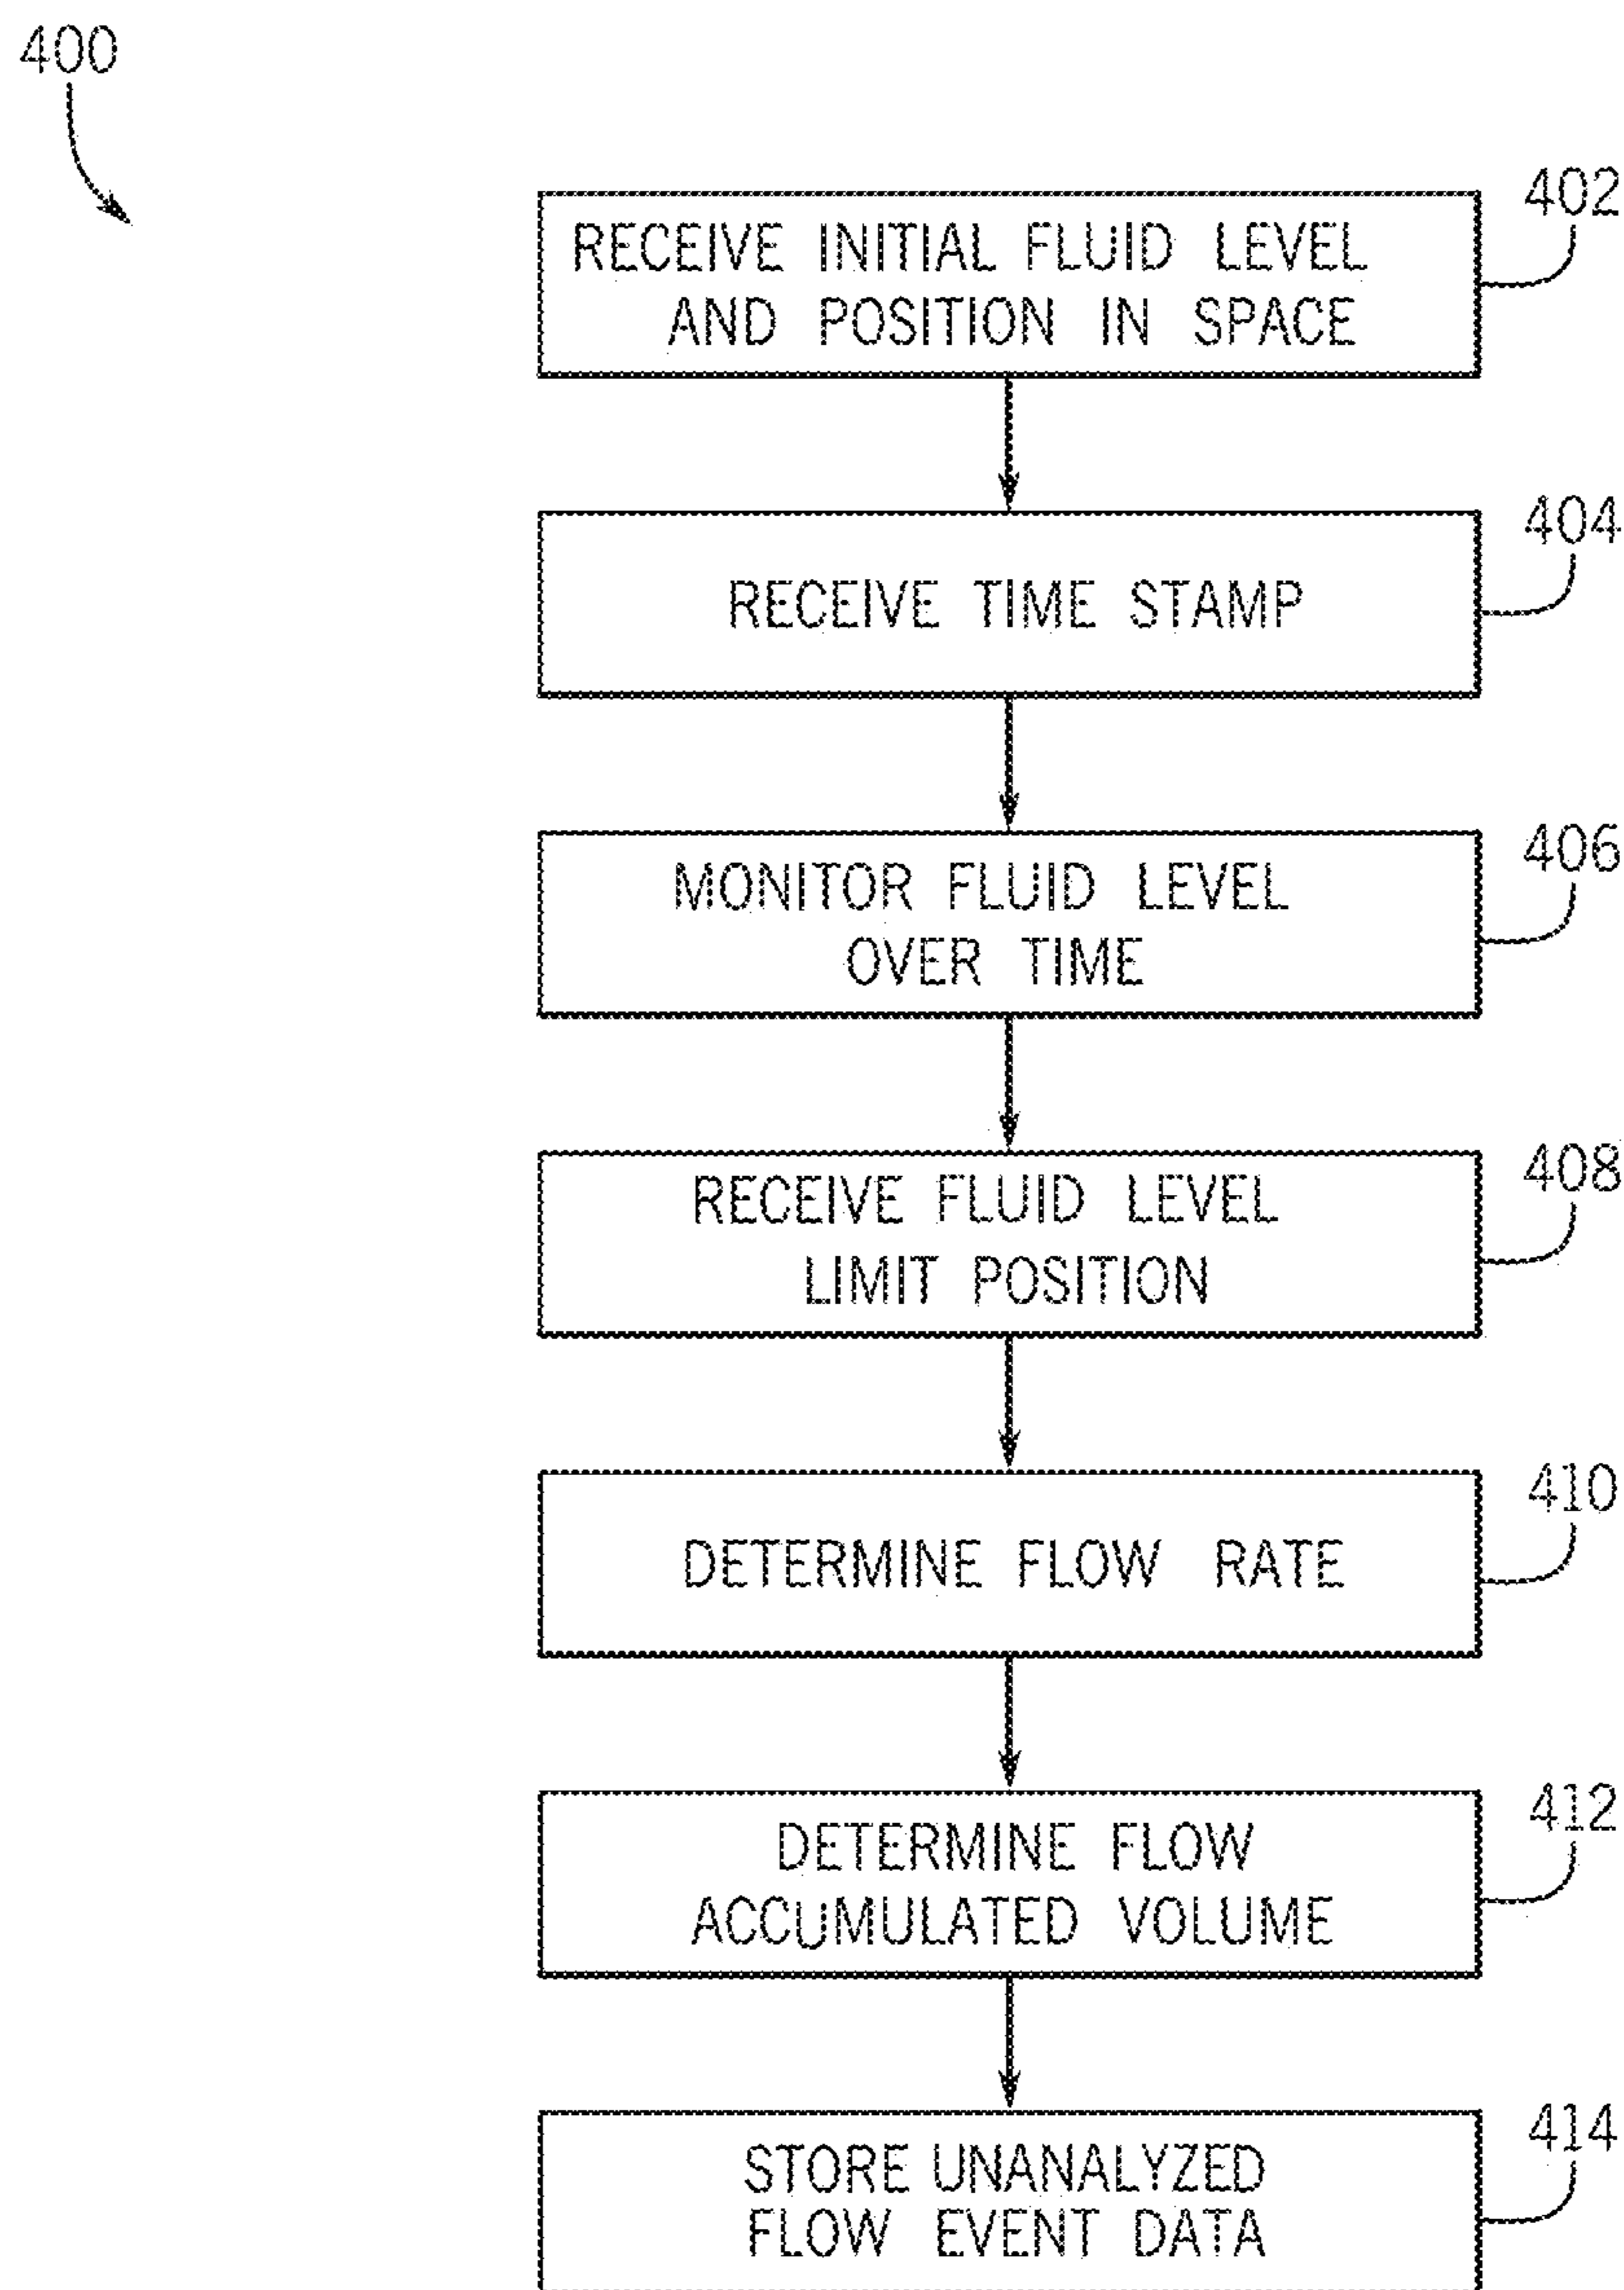 400
402
RECEIVE INITIAL FLUID LEVEL
AND POSITION IN SPACE
404
RECEIVE TIME STAMP
406
MONITOR FLUID LEVEL
OVER TIME
408
RECEIVE FLUID LEVEL
LIMIT POSITION
410
DETERMINE FLOW RATE
412
DETERMINE FLOW
ACCUMULATED VOLUME
414
STORE UNANALYZED
FLOW EVENT DATA